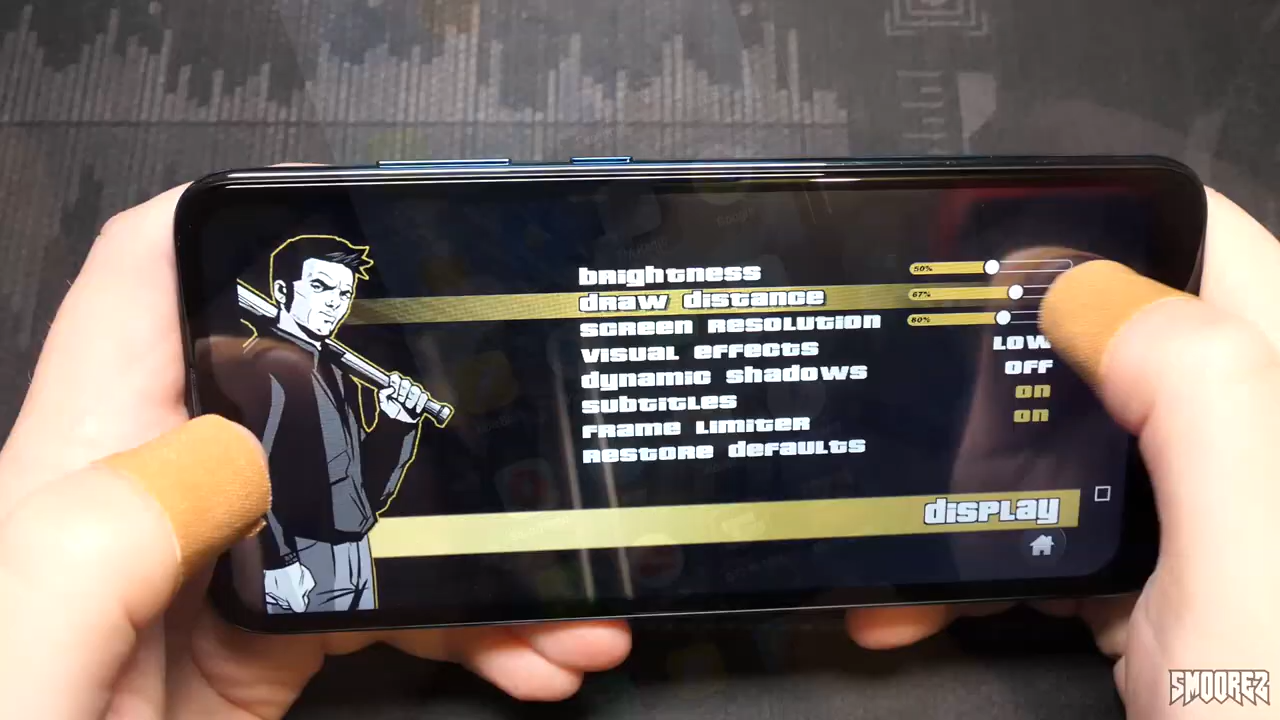 brightness 50%
draw distance 67%
screen resolution 80%
visual effects LOW
dynamic shadows OFF
subtitles on
frame limiter on
restore defaults
display
SMOOREZ